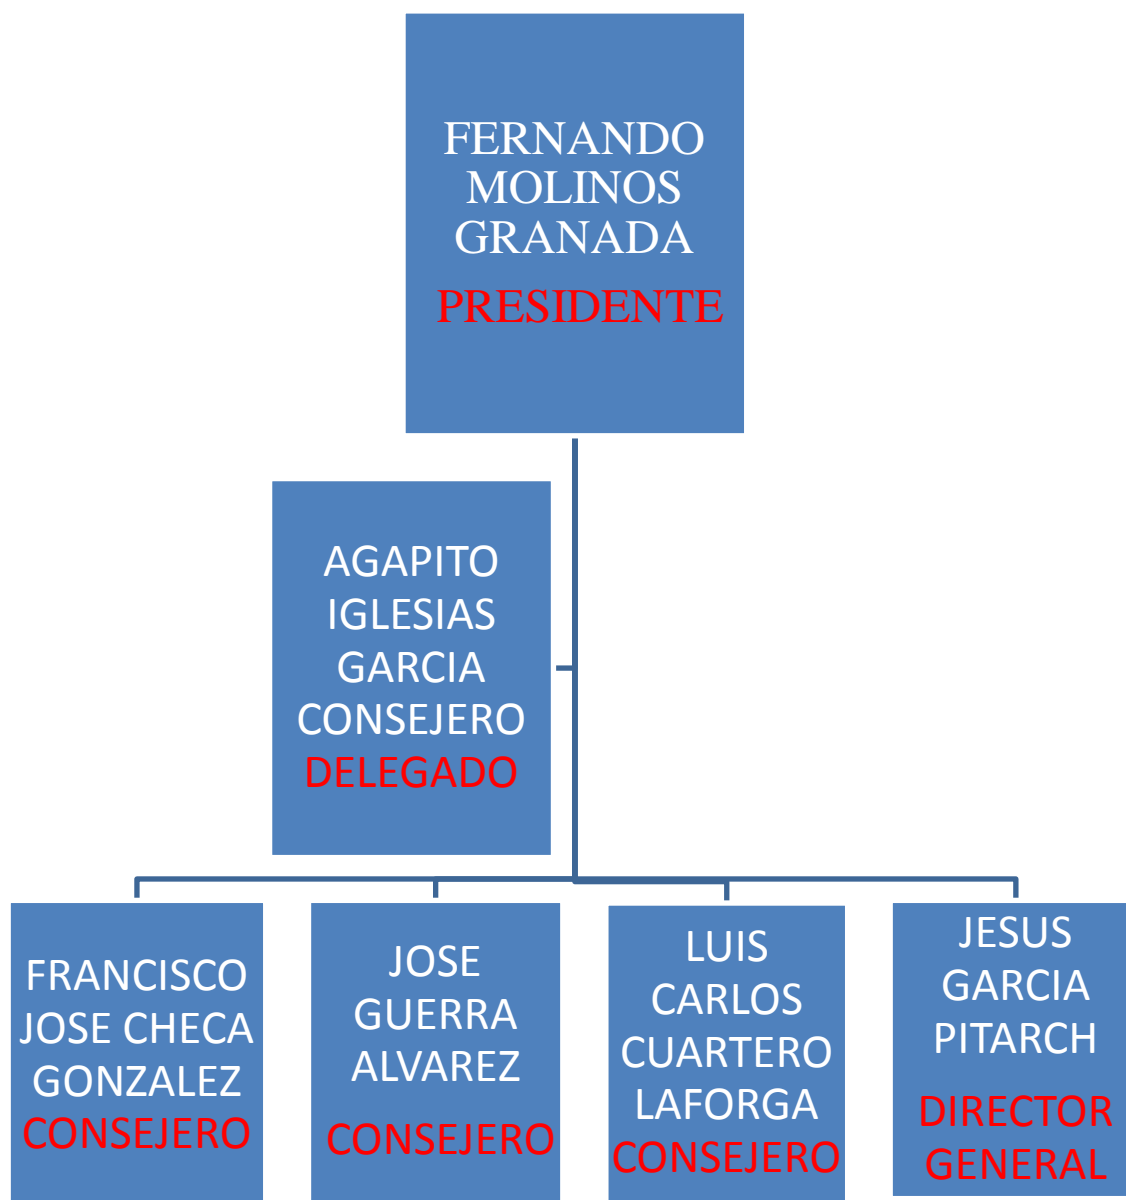 FERNANDO
MOLINOS
GRANADA
PRESIDENTE
AGAPITO
IGLESIAS
GARCIA
CONSEJERO
DELEGADO
FRANCISCO
JOSE CHECA
GONZALEZ
CONSEJERO
JOSE
GUERRA
ALVAREZ
CONSEJERO
LUIS
CARLOS
CUARTERO
LAFORGA
CONSEJERO
JESUS
GARCIA
PITARCH
DIRECTOR
GENERAL